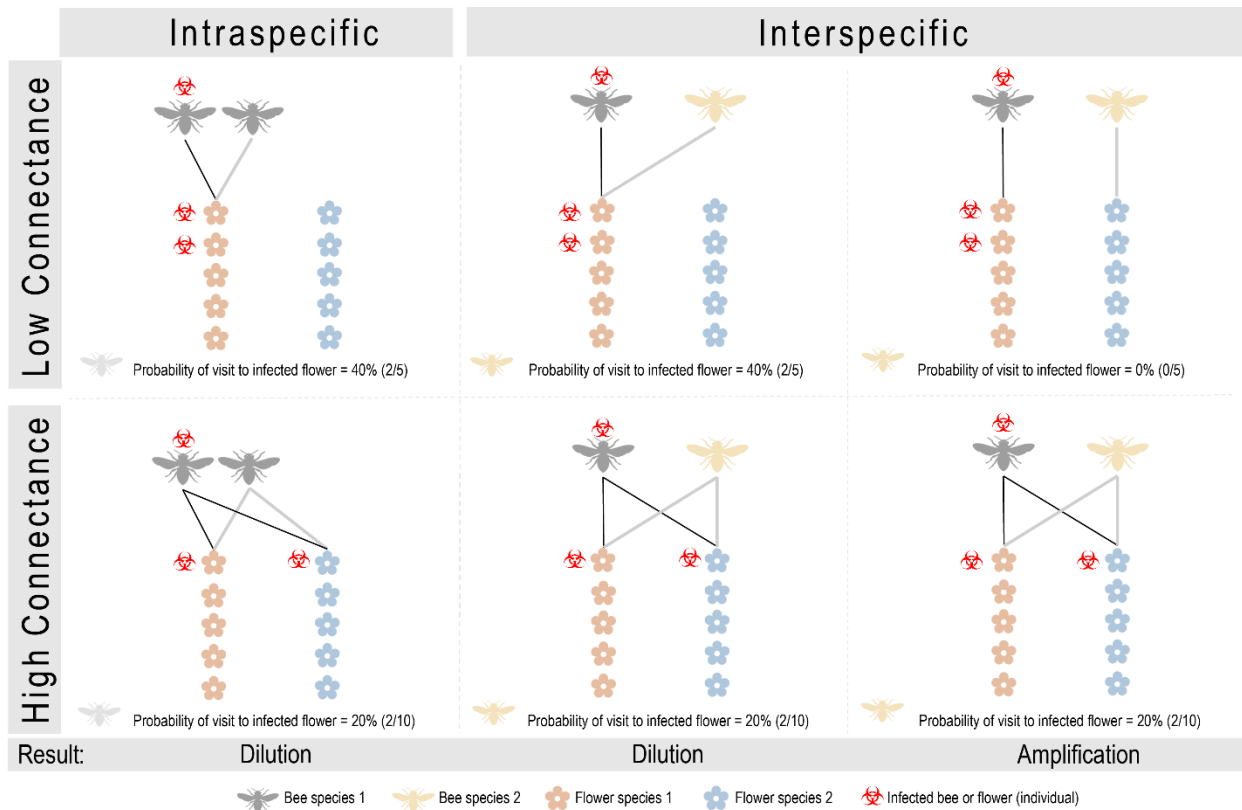 Intraspecific
Interspecific
Low Connectance
Probability of visit to infected flower = 40% (2/5)
Probability of visit to infected flower = 40% (2/5)
Probability of visit to infected flower = 0% (0/5)
High Connectance
Probability of visit to infected flower = 20% (2/10)
Probability of visit to infected flower = 20% (2/10)
Probability of visit to infected flower = 20% (2/10)
Result:
Dilution
Dilution
Amplification
Bee species 1
Bee species 2
Flower species 1
Flower species 2
Infected bee or flower (individual)